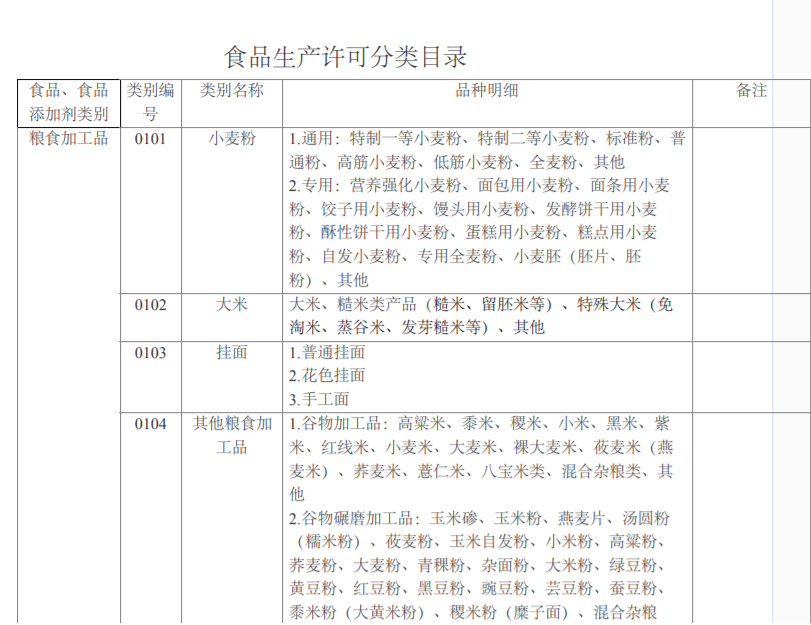 食品生产许可分类目录
食品、食品添加剂类别 类别编号 类别名称 品种明细 备注
粮食加工品 0101 小麦粉 1.通用：特制一等小麦粉、特制二等小麦粉、标准粉、普
通粉、高筋小麦粉、低筋小麦粉、全麦粉、其他
2.专用：营养强化小麦粉、面包用小麦粉、面条用小麦
粉、饺子用小麦粉、馒头用小麦粉、发酵饼干用小麦
粉、酥性饼干用小麦粉、蛋糕用小麦粉、糕点用小麦
粉、自发小麦粉、专用全麦粉、小麦胚（胚片、胚
粉）、其他
0102 大米 大米、糙米类产品（糙米、留胚米等）、特殊大米（免
淘米、蒸谷米、发芽糙米等）、其他
0103 挂面 1.普通挂面
2.花色挂面
3.手工面
0104 其他粮食加工品 1.谷物加工品：高粱米、黍米、稷米、小米、黑米、紫
米、红线米、小麦米、大麦米、裸大麦米、莜麦米（燕
麦米）、荞麦米、薏仁米、八宝米类、混合杂粮类、其
他
2.谷物碾磨加工品：玉米碜、玉米粉、燕麦片、汤圆粉
（糯米粉）、莜麦粉、玉米自发粉、小米粉、高粱粉、
荞麦粉、大麦粉、青稞粉、杂面粉、大米粉、绿豆粉、
黄豆粉、红豆粉、黑豆粉、豌豆粉、芸豆粉、蚕豆粉、
黍米粉（大黄米粉）、稷米粉（糜子面）、混合杂粮